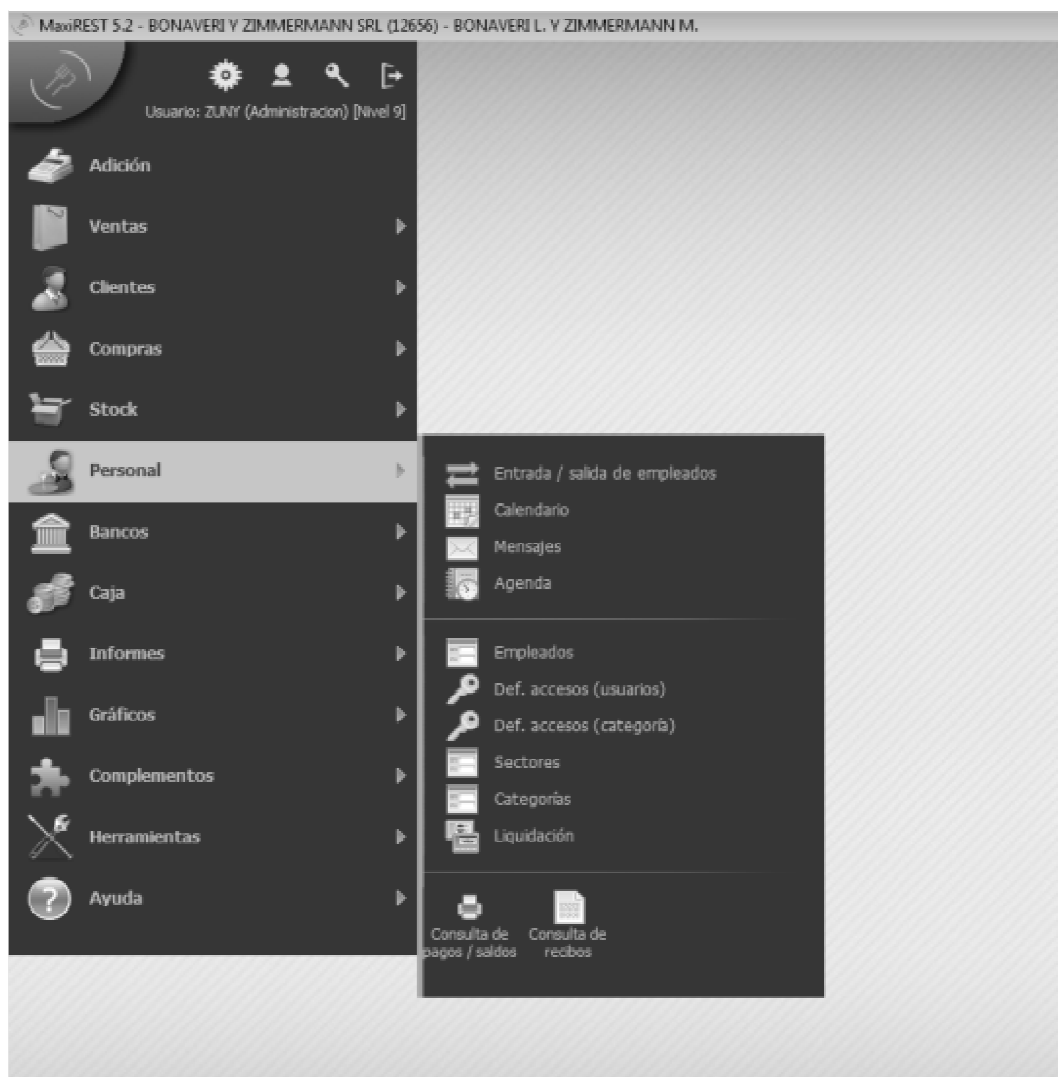 MaxiREST 5.2 - BONAVERI Y ZIMMERMANN SRL (12656) - BONAVERI L. Y ZIMMERMANN M.
Usuario: ZUNY (Administracion) [Nivel 9]
Adición
Ventas
Clientes
Compras
Stock
Personal
Bancos
Caja
Informes
Gráficos
Complementos
Herramientas
Ayuda
Entrada / salida de empleados
Calendario
Mensajes
Agenda
Empleados
Def. accesos (usuarios)
Def. accesos (categoría)
Sectores
Categorías
Liquidación
Consulta de
pagos / saldos
Consulta de
recibos